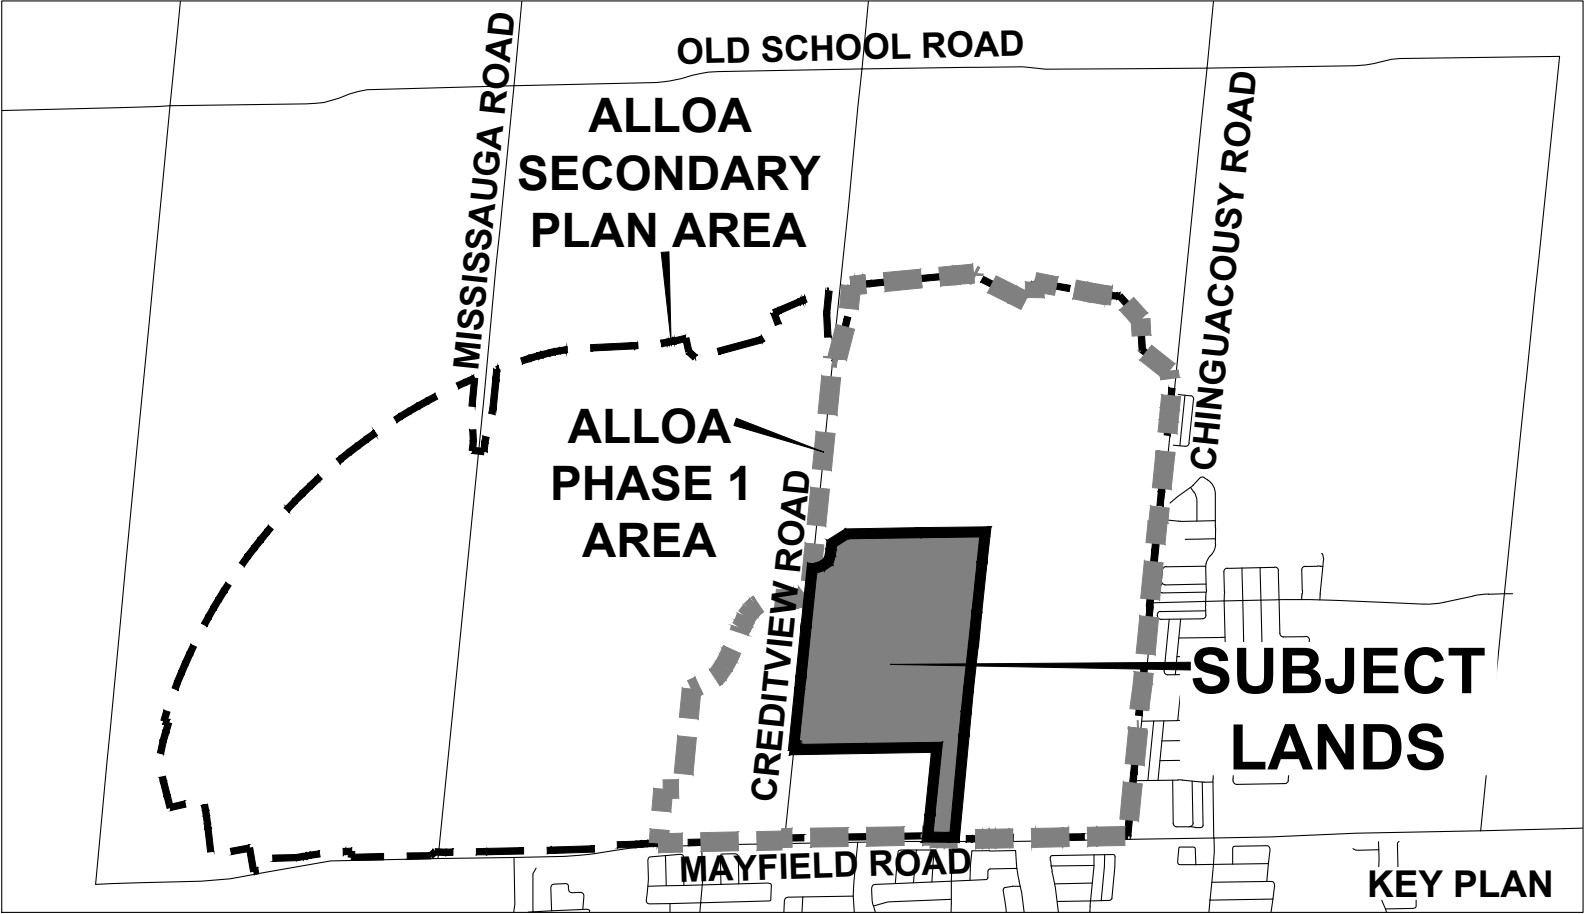 OLD SCHOOL ROAD
MISSISSAUGA ROAD
ALLOA
SECONDARY
PLAN AREA
CHINGUACOUSY ROAD
ALLOA
PHASE 1
AREA
CREDITVIEW ROAD
SUBJECT
LANDS
MAYFIELD ROAD
KEY PLAN